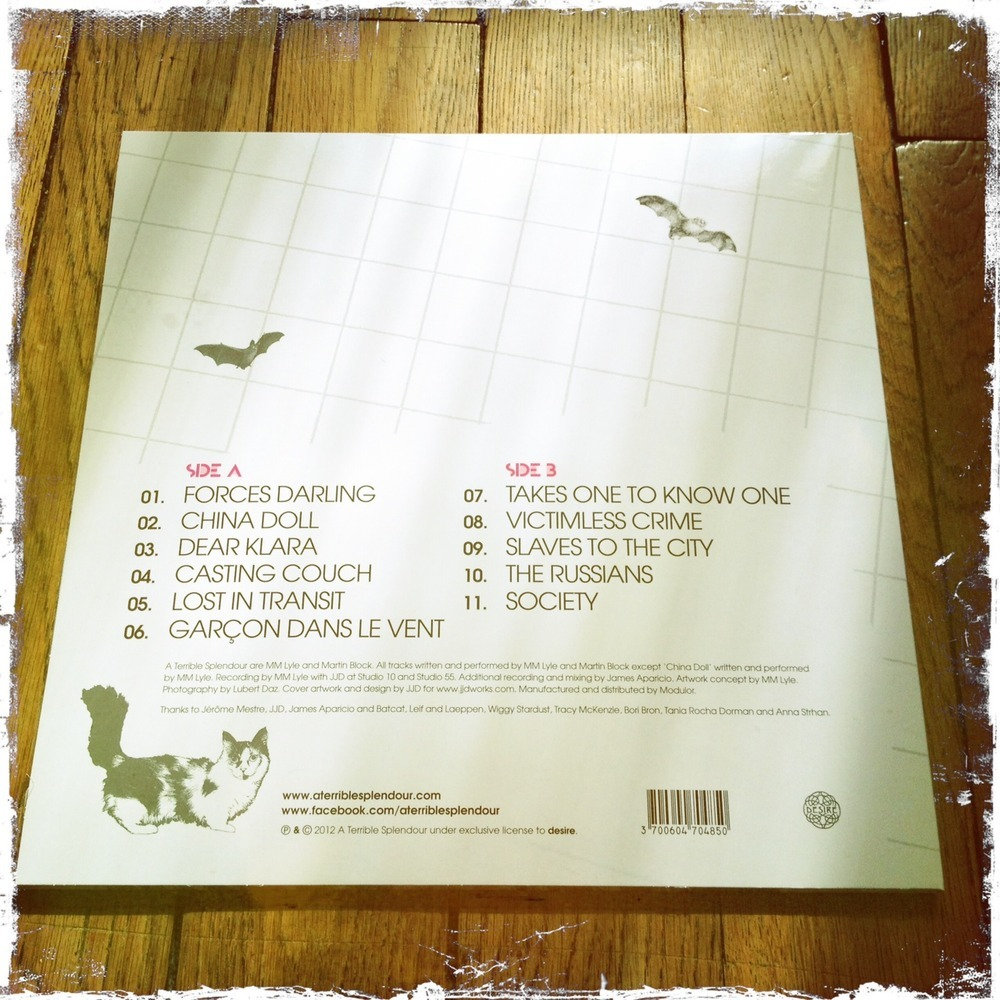 SIDE A
01. FORCES DARLING
02. CHINA DOLL
03. DEAR KLARA
04. CASTING COUCH
05. LOST IN TRANSIT
06. GARÇON DANS LE VENT
SIDE B
07. TAKES ONE TO KNOW ONE
08. VICTIMLESS CRIME
09. SLAVES TO THE CITY
10. THE RUSSIANS
11. SOCIETY
A Terrible Splendour are MM Lyle and Martin Block. All tracks written and performed by MM Lyle and Martin Block except 'China Doll' written and performed
by MM Lyle. Recording by MM Lyle with JJD at Studio 10 and Studio 55. Additional recording and mixing by James Aparicio. Artwork concept by MM Lyle.
Photography by Lubert Daz. Cover artwork and design by JJD for www.jjdworks.com. Manufactured and distributed by Modulor.
Thanks to Jérôme Mestre, JJD, James Aparicio and Batcat, Leif and Laeppen, Wiggy Stardust, Tracy McKenzie, Bori Bron, Tania Rocha Dorman and Anna Strhan.
www.aterriblesplendour.com
www.facebook.com/aterriblesplendour
℗ & © 2012 A Terrible Splendour under exclusive license to desire.
3 700604 704850
DESIRE